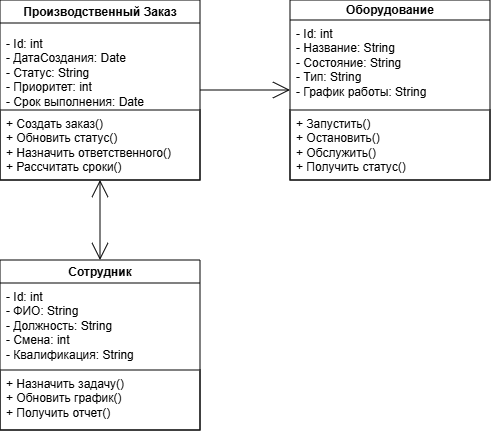 Производственный Заказ
- Id: int
- ДатаСоздания: Date
- Статус: String
- Приоритет: int
- Срок выполнения: Date
+ Создать заказ()
+ Обновить статус()
+ Назначить ответственного()
+ Рассчитать сроки()
Оборудование
- Id: int
- Название: String
- Состояние: String
- Тип: String
- График работы: String
+ Запустить()
+ Остановить()
+ Обслужить()
+ Получить статус()
Сотрудник
- Id: int
- ФИО: String
- Должность: String
- Смена: int
- Квалификация: String
+ Назначить задачу()
+ Обновить график()
+ Получить отчет()